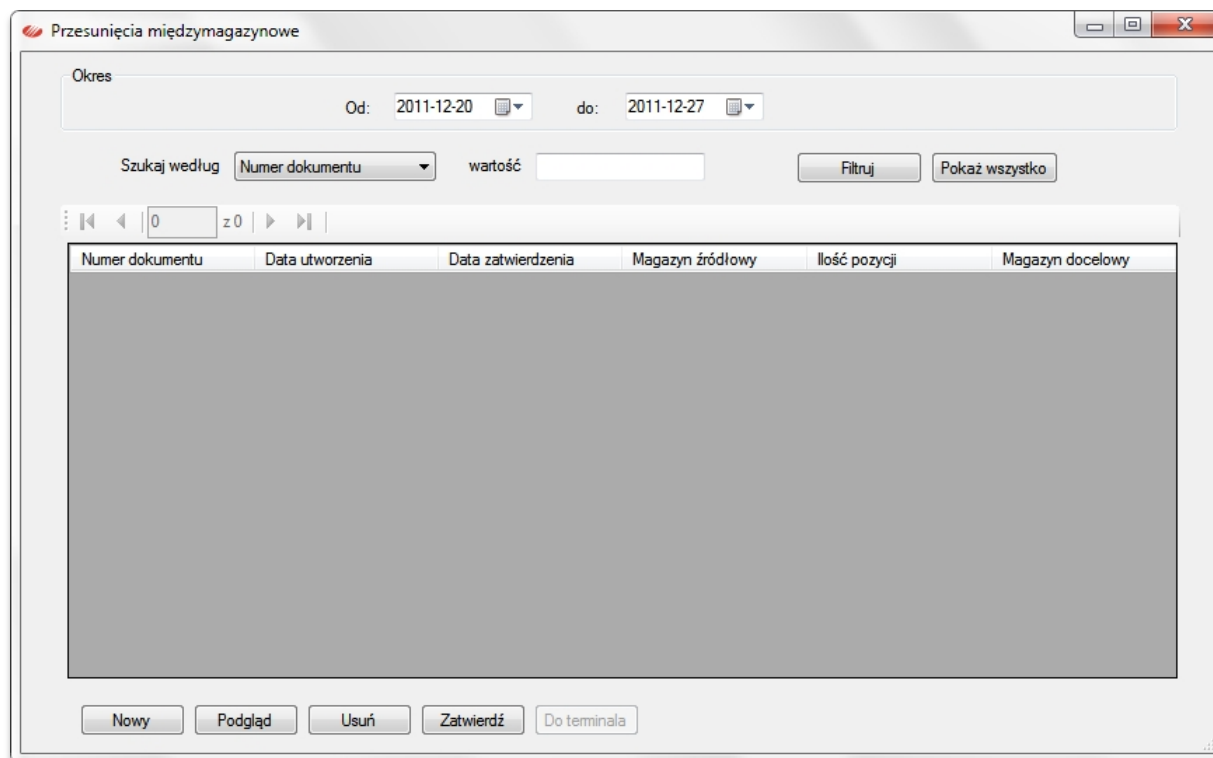 Przesunięcia międzymagazynowe
Okres
Od: 2011-12-20 do: 2011-12-27
Szukaj według Numer dokumentu wartość Filtruj Pokaż wszystko
0 z 0
Numer dokumentu Data utworzenia Data zatwierdzenia Magazyn źródłowy Ilość pozycji Magazyn docelowy
Nowy Podgląd Usuń Zatwierdź Do terminala